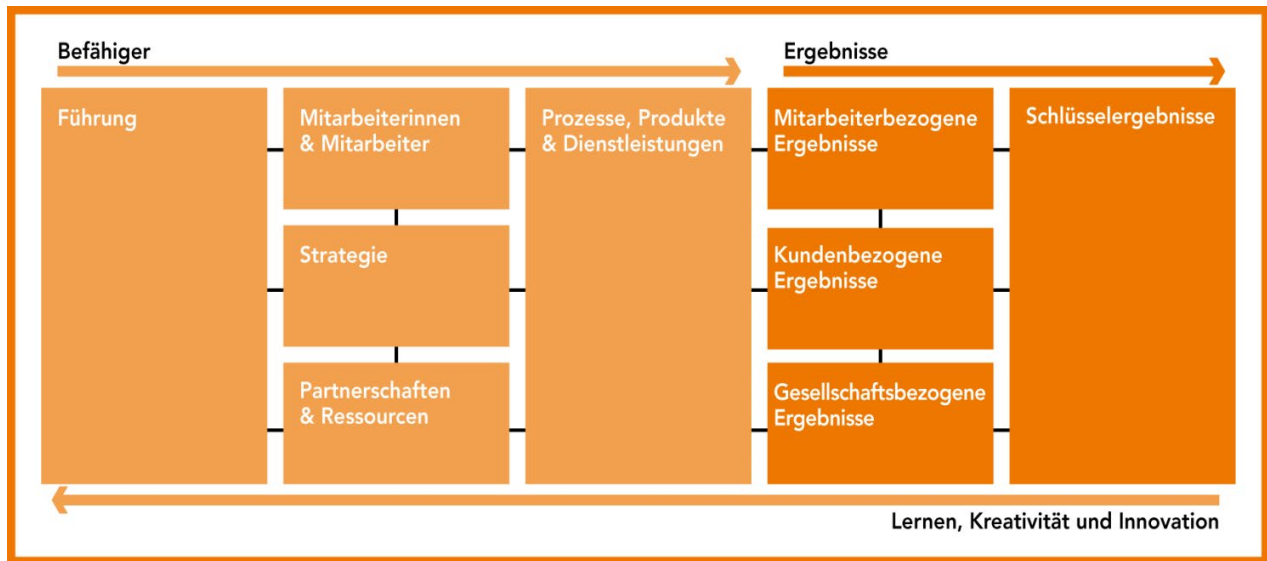 Befähiger
Ergebnisse
Führung
Mitarbeiterinnen
& Mitarbeiter
Strategie
Partnerschaften
& Ressourcen
Prozesse, Produkte
& Dienstleistungen
Mitarbeiterbezogene
Ergebnisse
Kundenbezogene
Ergebnisse
Gesellschaftsbezogene
Ergebnisse
Schlüsselergebnisse
Lernen, Kreativität und Innovation